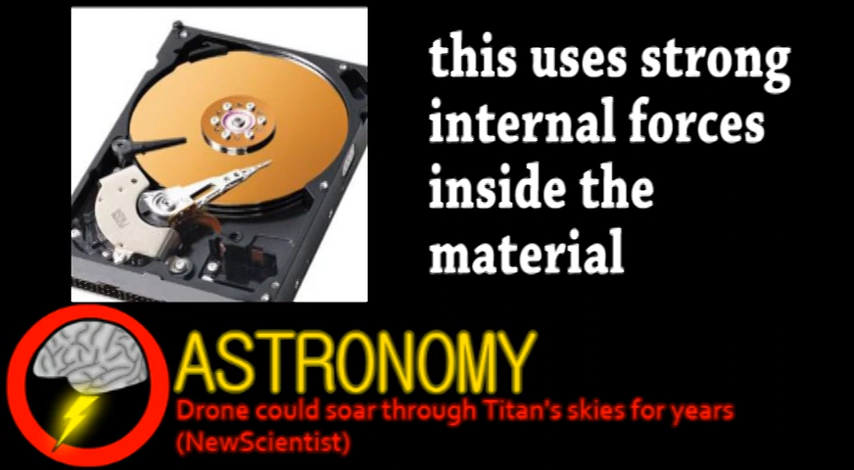 this uses strong
internal forces
inside the
material
ASTRONOMY
Drone could soar through Titan's skies for years
(NewScientist)